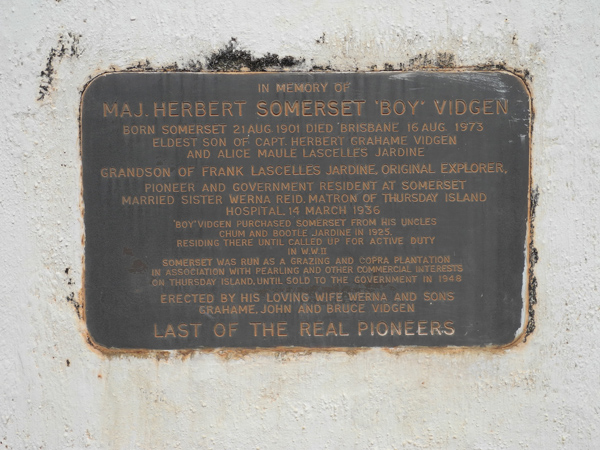 IN MEMORY OF
MAJ. HERBERT SOMERSET "BOY" VIDGEN
BORN SOMERSET 21 AUG 1901 DIED BRISBANE 16 AUG 1973
ELDEST SON OF CAPT. HERBERT GRAHAME VIDGEN
AND ALICE MAULE LASCELLES JARDINE
GRANDSON OF FRANK LASCELLES JARDINE, ORIGINAL EXPLORER,
PIONEER AND GOVERNMENT RESIDENT AT SOMERSET
MARRIED SISTER WERNA REID, MATRON OF THURSDAY ISLAND
HOSPITAL, 14 MARCH 1936
"BOY" VIDGEN PURCHASED SOMERSET FROM HIS UNCLES
CHUM AND BOOTLE JARDINE IN 1925,
RESIDING THERE UNTIL CALLED UP FOR ACTIVE DUTY
IN W.W.II
SOMERSET WAS RUN AS A GRAZING AND COPRA PLANTATION
IN ASSOCIATION WITH PEARLING AND OTHER COMMERCIAL INTERESTS
ON THURSDAY ISLAND, UNTIL SOLD TO THE GOVERNMENT IN 1948
ERECTED BY HIS LOVING WIFE WERNA AND SONS
GRAHAME, JOHN AND BRUCE VIDGEN
LAST OF THE REAL PIONEERS